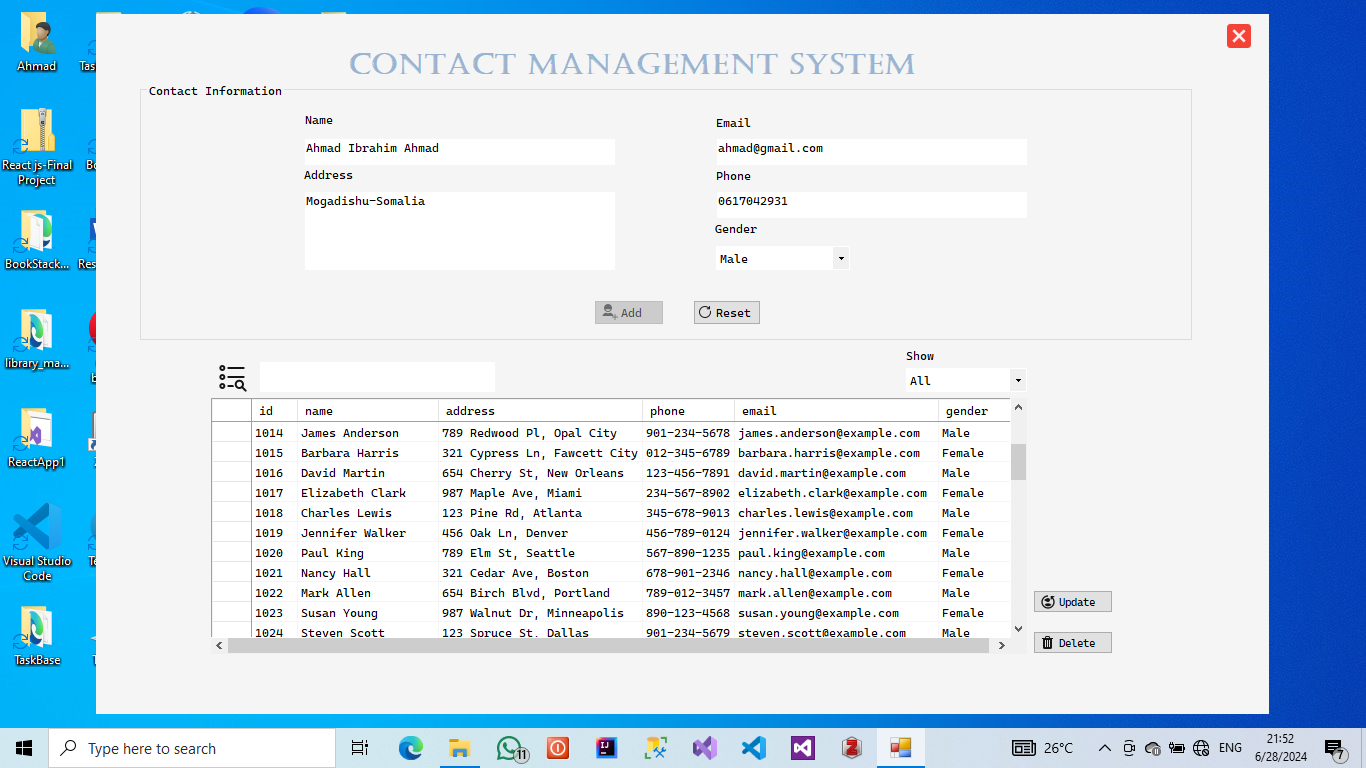 CONTACT MANAGEMENT SYSTEM
Contact Information
Name
Ahmad Ibrahim Ahmad
Email
ahmad@gmail.com
Address
Mogadishu-Somalia
Phone
0617042931
Gender
Male
Add
Reset
Show
All
id name address phone email gender
1014 James Anderson 789 Redwood Pl, Opal City 901-234-5678 james.anderson@example.com Male
1015 Barbara Harris 321 Cypress Ln, Fawcett City 012-345-6789 barbara.harris@example.com Female
1016 David Martin 654 Cherry St, New Orleans 123-456-7891 david.martin@example.com Male
1017 Elizabeth Clark 987 Maple Ave, Miami 234-567-8902 elizabeth.clark@example.com Female
1018 Charles Lewis 123 Pine Rd, Atlanta 345-678-9013 charles.lewis@example.com Male
1019 Jennifer Walker 456 Oak Ln, Denver 456-789-0124 jennifer.walker@example.com Female
1020 Paul King 789 Elm St, Seattle 567-890-1235 paul.king@example.com Male
1021 Nancy Hall 321 Cedar Ave, Boston 678-901-2346 nancy.hall@example.com Female
1022 Mark Allen 654 Birch Blvd, Portland 789-012-3457 mark.allen@example.com Male
1023 Susan Young 987 Walnut Dr, Minneapolis 890-123-4568 susan.young@example.com Female
1024 Steven Scott 123 Spruce St, Dallas 901-234-5679 steven.scott@example.com Male
Update
Delete
Ahmad
React js-Final
Project
BookStack...
library_ma...
ReactApp1
Visual Studio
Code
TaskBase
Type here to search
11
26°C
ENG
21:52
6/28/2024
7